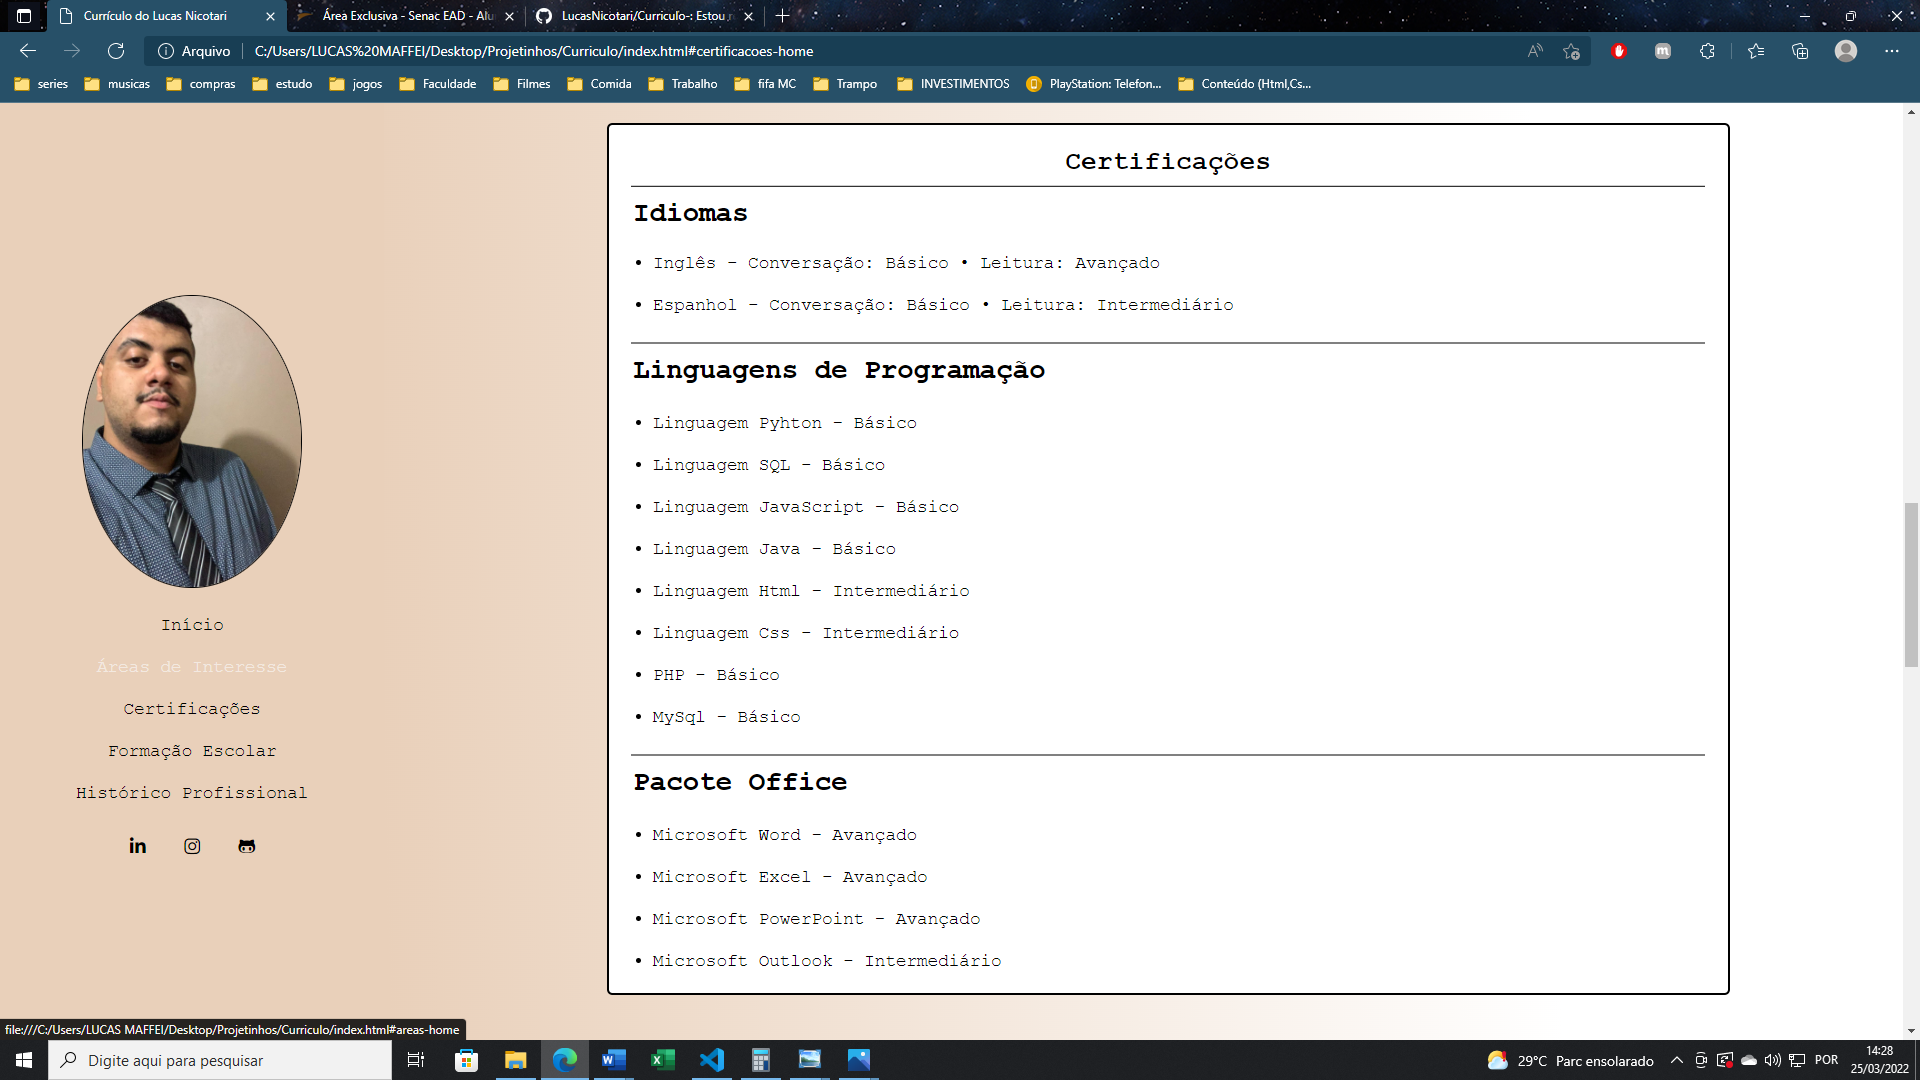 Currículo do Lucas Nicotari
Área Exclusiva - Senac EAD - Alu
LucasNicotari/Curriculo-: Estou
Arquivo
C:/Users/LUCAS%20MAFFEI/Desktop/Projetinhos/Curriculo/index.html#certificacoes-home
series
musicas
compras
estudo
jogos
Faculdade
Filmes
Comida
Trabalho
fifa MC
Trampo
INVESTIMENTOS
PlayStation: Telefon...
Conteúdo (Html,Cs...
Certificações
Idiomas
• Inglês - Conversação: Básico • Leitura: Avançado
• Espanhol - Conversação: Básico • Leitura: Intermediário
Linguagens de Programação
• Linguagem Pyhton - Básico
• Linguagem SQL - Básico
• Linguagem JavaScript - Básico
• Linguagem Java - Básico
• Linguagem Html - Intermediário
• Linguagem Css - Intermediário
• PHP - Básico
• MySql - Básico
Pacote Office
• Microsoft Word - Avançado
• Microsoft Excel - Avançado
• Microsoft PowerPoint - Avançado
• Microsoft Outlook - Intermediário
Início
Áreas de Interesse
Certificações
Formação Escolar
Histórico Profissional
file:///C:/Users/LUCAS MAFFEI/Desktop/Projetinhos/Curriculo/index.html#areas-home
Digite aqui para pesquisar
29°C Parc ensolarado
POR
14:28
25/03/2022